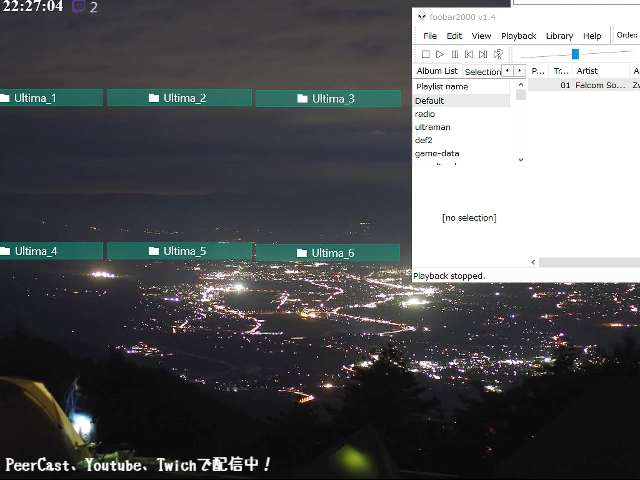 22:27:04 2
foobar2000 v1.4
File Edit View Playback Library Help Order:
Album List Selection P... Tr... Artist A
Playlist name 01 Falcom So...
Default
radio
ultraman
def2
game-data
[no selection]
Playback stopped.
Ultima_1 Ultima_2 Ultima_3
Ultima_4 Ultima_5 Ultima_6
PeerCast、Youtube、Twichで配信中！